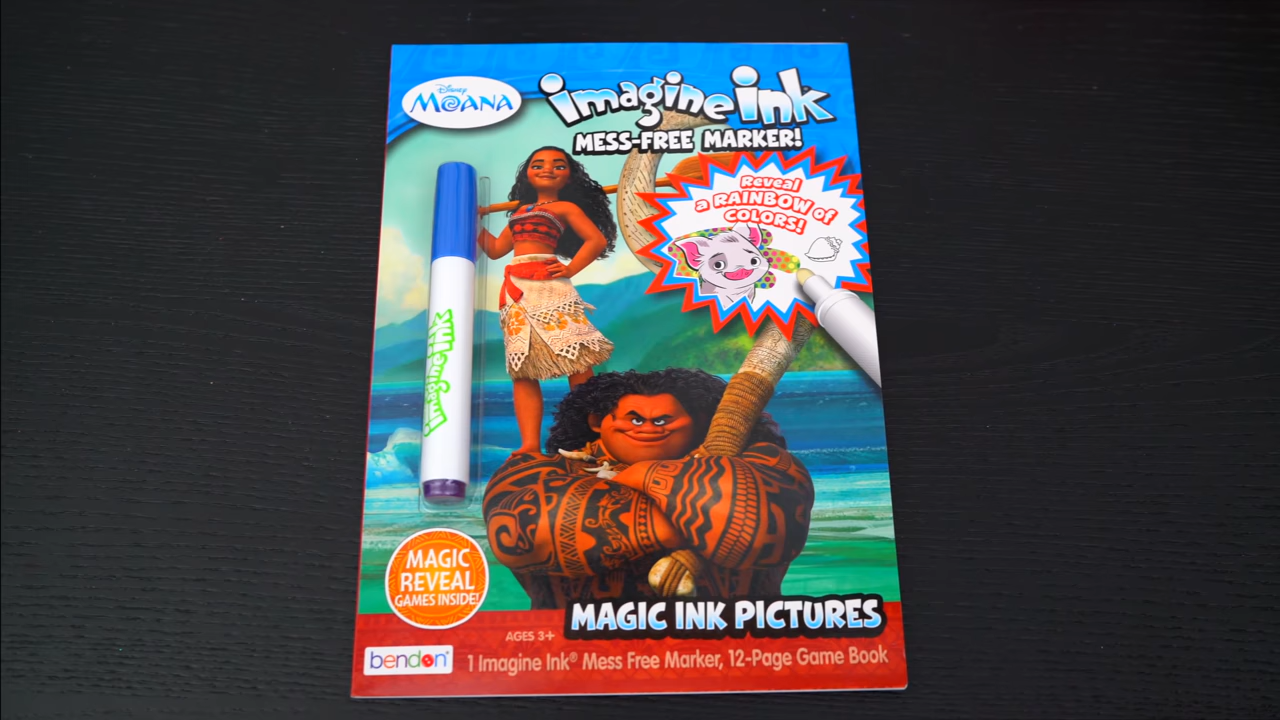 Disney
MOANA
imagine ink
MESS-FREE MARKER!
Reveal
a RAINBOW of
COLORS!
imagine ink
MAGIC
REVEAL
GAMES INSIDE!
MAGIC INK PICTURES
AGES 3+
bendon®
1 Imagine Ink® Mess Free Marker, 12-Page Game Book